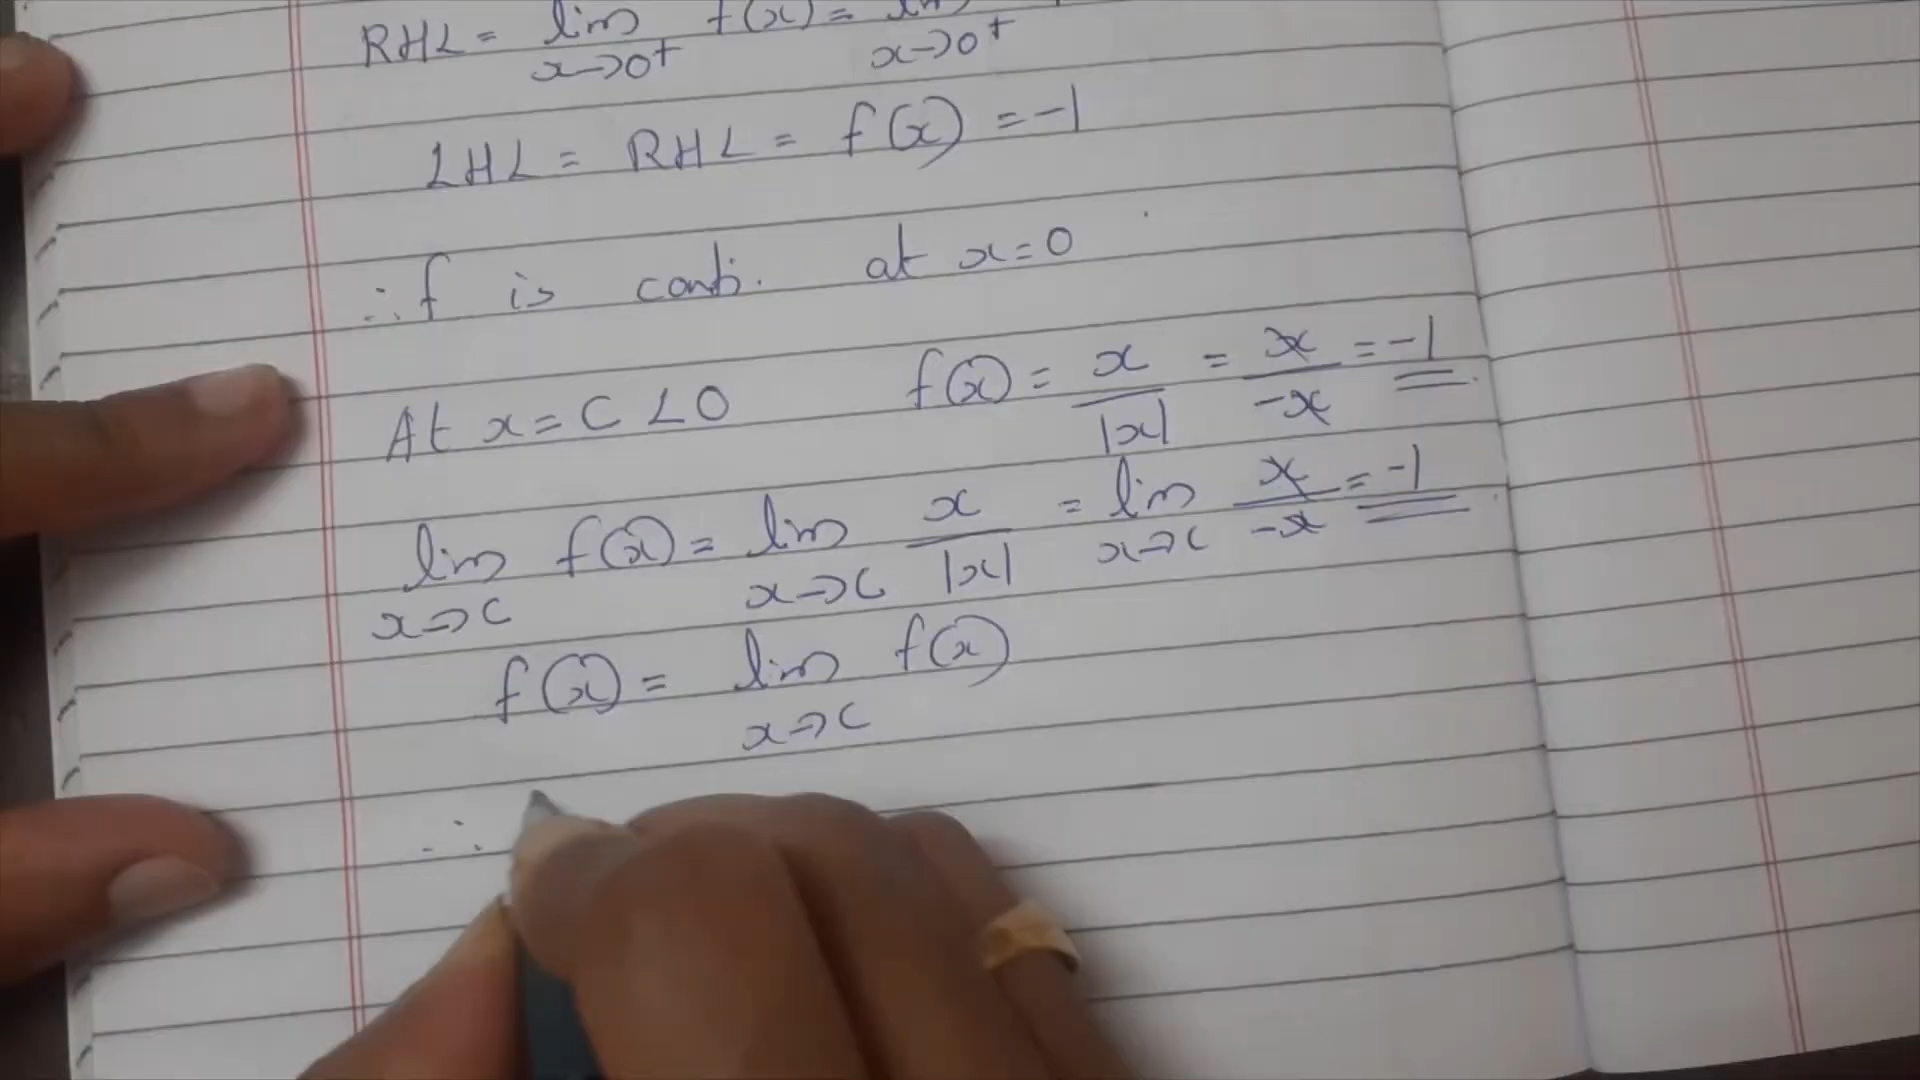 RHL = lim f(x) = lim
x→0+ x→0+
LHL = RHL = f(x) = -1
∴ f is conti. at x=0
At x = C < 0 f(x) = x/|x| = x/-x = -1
lim f(x) = lim x/|x| = lim x/-x = -1
x→c x→c x→c
f(x) = lim f(x)
x→c
∴